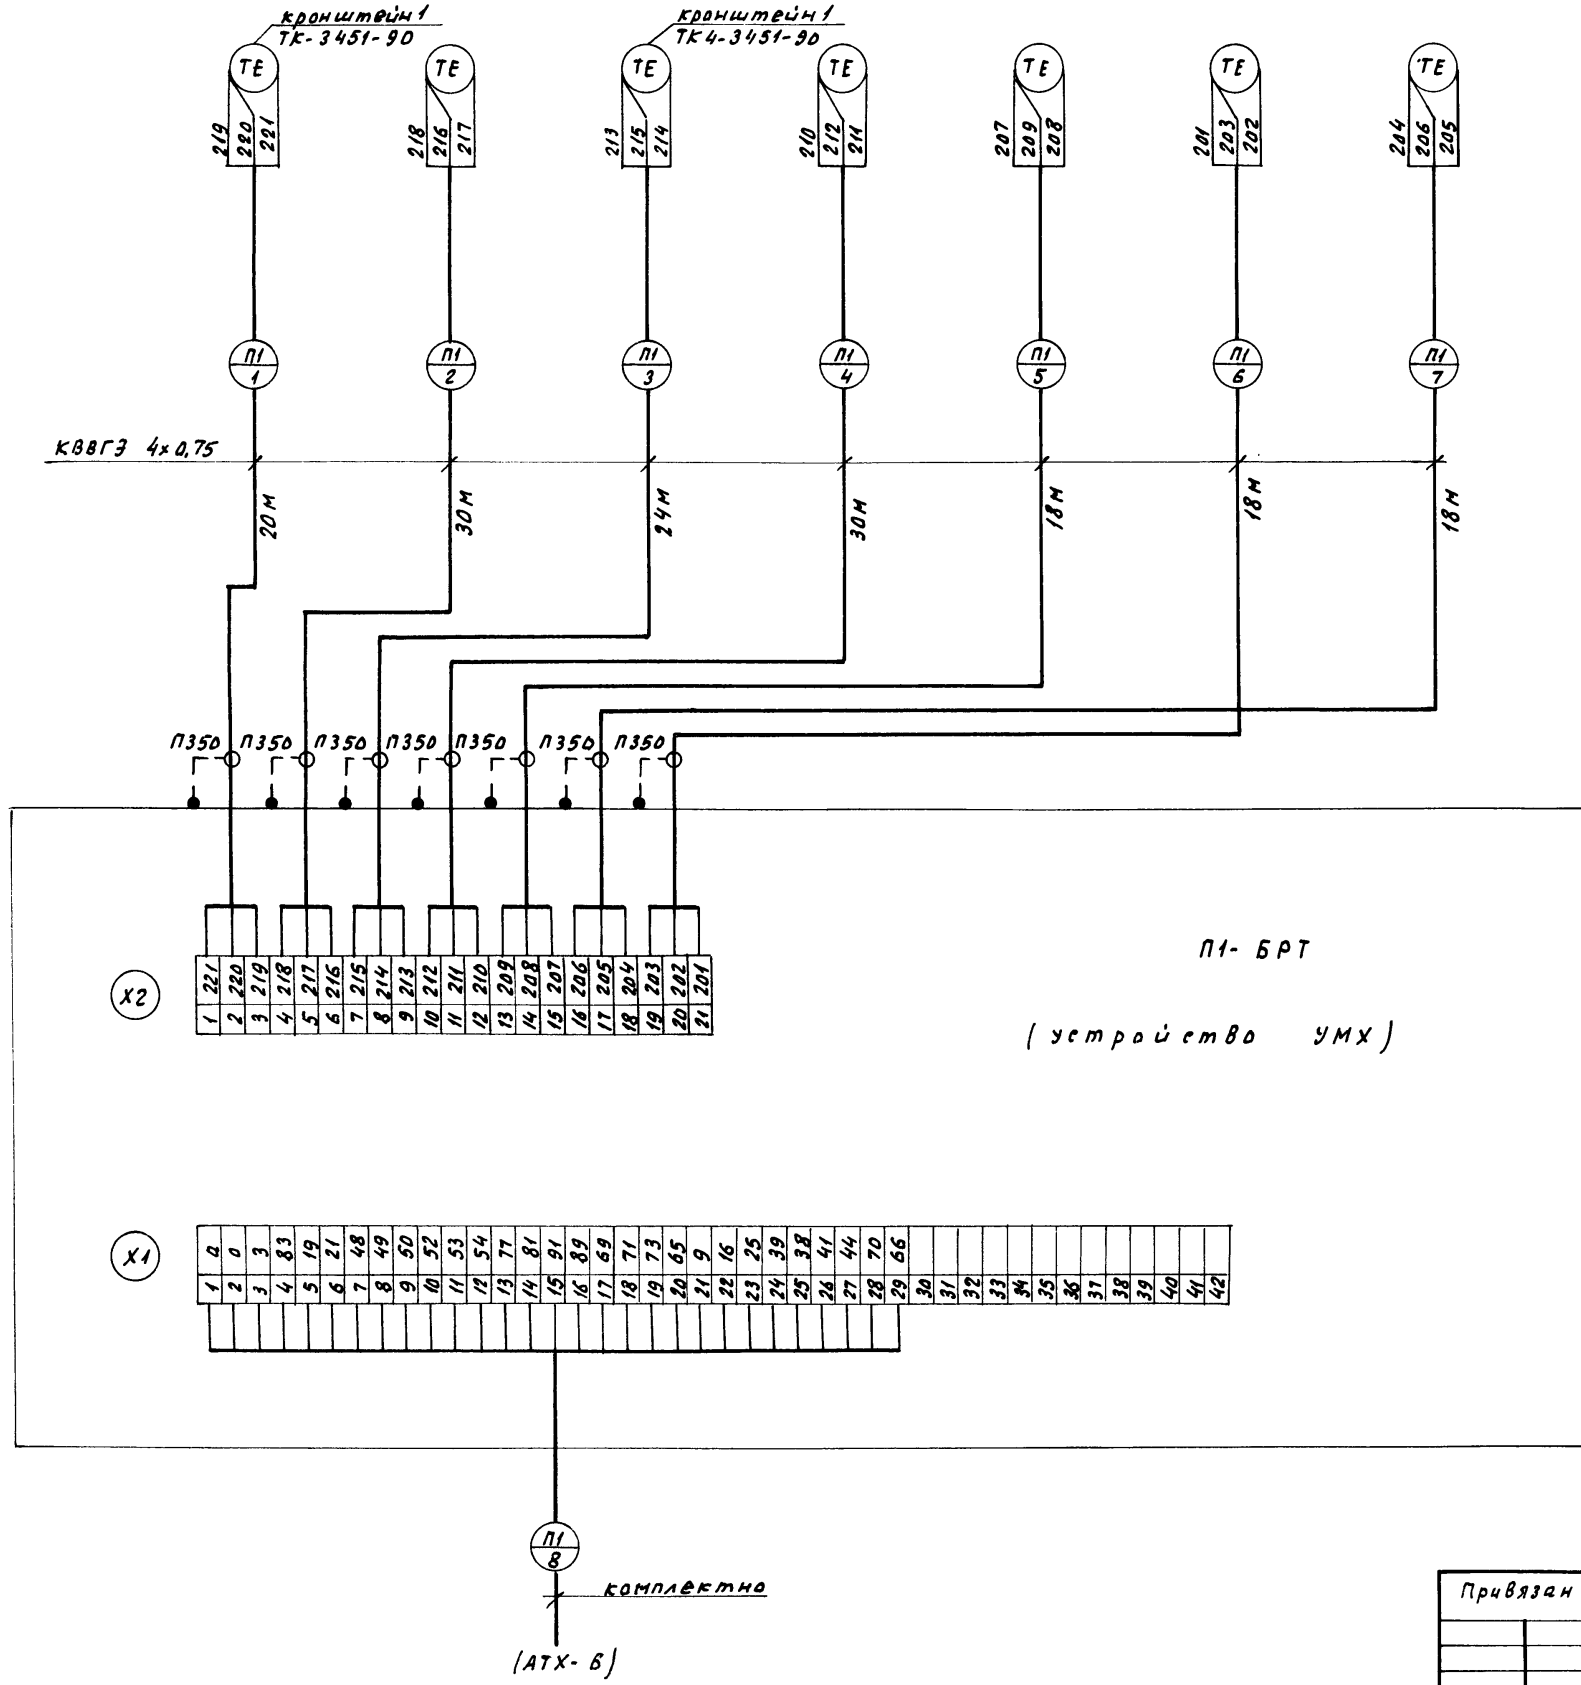 кронштейн 1
ТК-3451-90
кронштейн 1
ТК4-3451-90
ТЕ ТЕ ТЕ ТЕ ТЕ ТЕ ТЕ
219 220 221 218 216 217 213 215 214 210 212 211 207 209 208 201 203 202 204 206 205
П1 П1 П1 П1 П1 П1 П1
1 2 3 4 5 6 7
КВВГЭ 4х0,75
20м 30м 24м 30м 18м 18м 18м
П350 П350 П350 П350 П350 П350 П350
П1- БРТ
(устройство УМХ)
Х2
221 220 219 218 217 216 215 214 213 212 211 210 209 208 207 206 205 204 203 202 201
1 2 3 4 5 6 7 8 9 10 11 12 13 14 15 16 17 18 19 20 21
Х1
а 0 3 83 19 21 48 49 50 52 53 54 77 81 91 89 69 71 73 65 9 16 25 39 38 41 44 70 66
1 2 3 4 5 6 7 8 9 10 11 12 13 14 15 16 17 18 19 20 21 22 23 24 25 26 27 28 29 30 31 32 33 34 35 36 37 38 39 40 41 42
П1
8
комплектно
(АТХ- 6)
Привязан